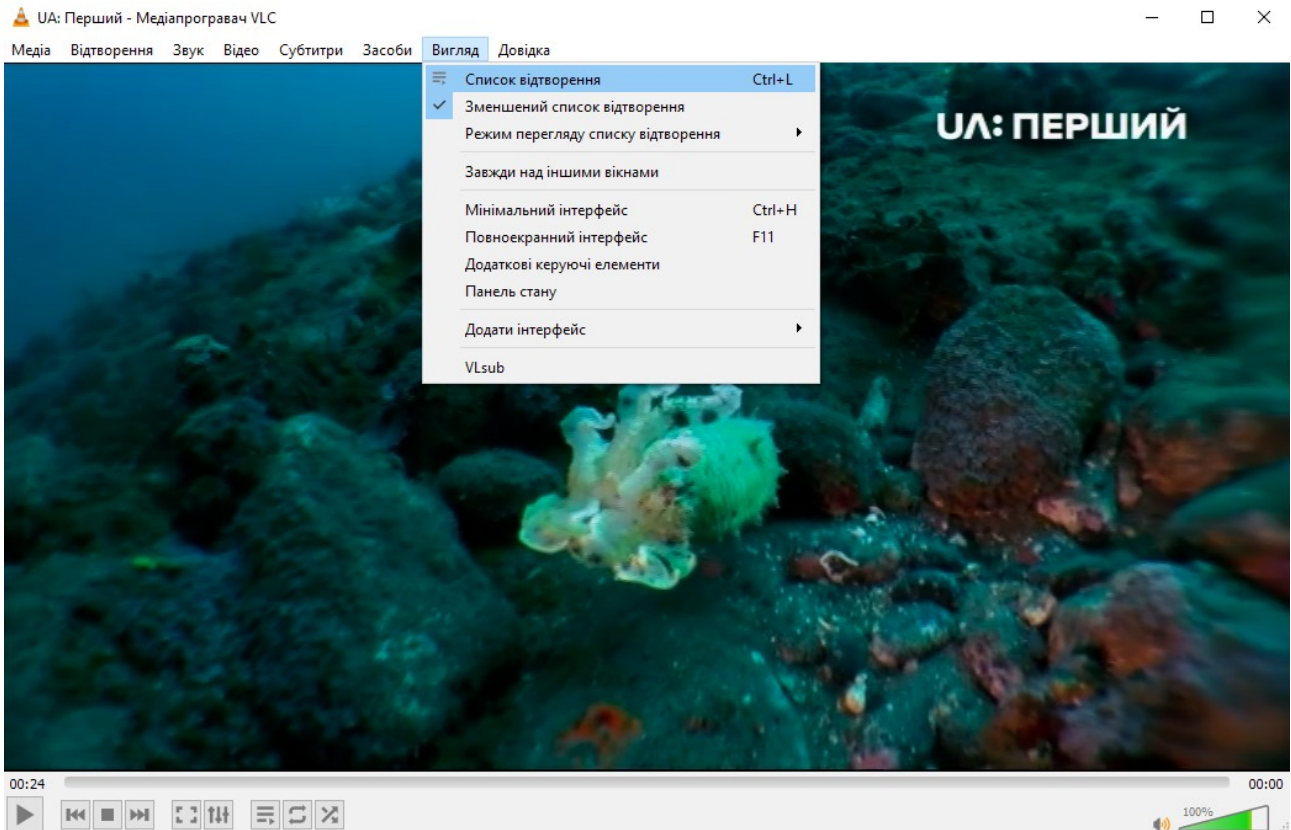 UA: Перший - Медіапрогравач VLC
Медіа Відтворення Звук Відео Субтитри Засоби Вигляд Довідка
Список відтворення Ctrl+L
Зменшений список відтворення
Режим перегляду списку відтворення
Завжди над іншими вікнами
Мінімальний інтерфейс Ctrl+H
Повноекранний інтерфейс F11
Додаткові керуючі елементи
Панель стану
Додати інтерфейс
VLsub
UA: ПЕРШИЙ
00:24 00:00
100%